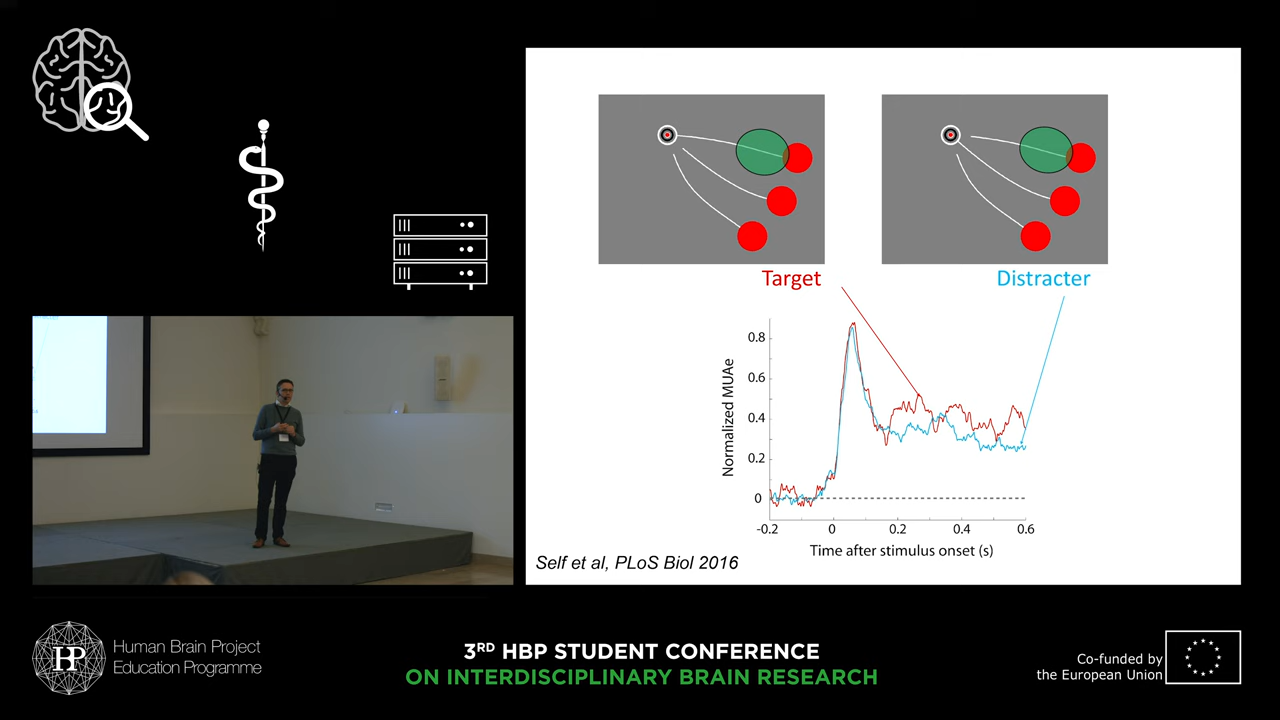 Target
Distracter
Normalized MUAe
0.8
0.6
0.4
0.2
0
-0.2
0
0.2
0.4
0.6
Time after stimulus onset (s)
Self et al, PLoS Biol 2016
HP
Human Brain Project
Education Programme
3RD HBP STUDENT CONFERENCE
ON INTERDISCIPLINARY BRAIN RESEARCH
Co-funded by
the European Union